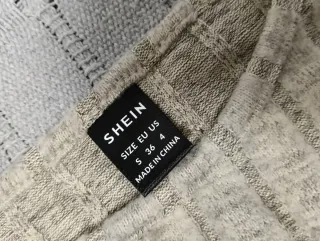 SHEIN
SIZE EU US
S 36 4
MADE IN CHINA